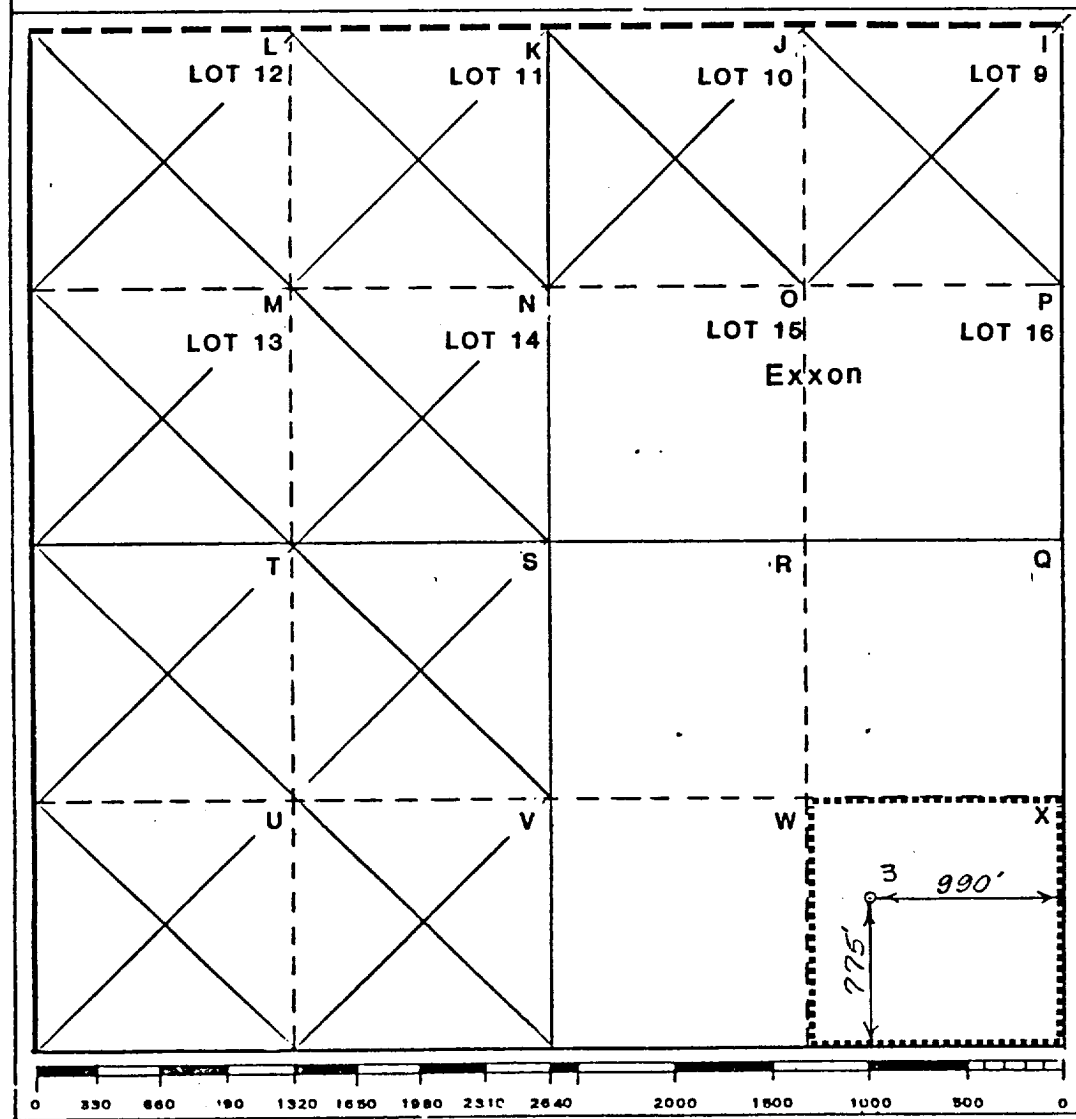 L K J I
LOT 12 LOT 11 LOT 10 LOT 9
M N O P
LOT 13 LOT 14 LOT 15 LOT 16
Exxon
T S R Q
U V W X
3 990'
775'
0 330 660 190 1320 1650 1980 2310 2640 2000 1500 1000 500 0